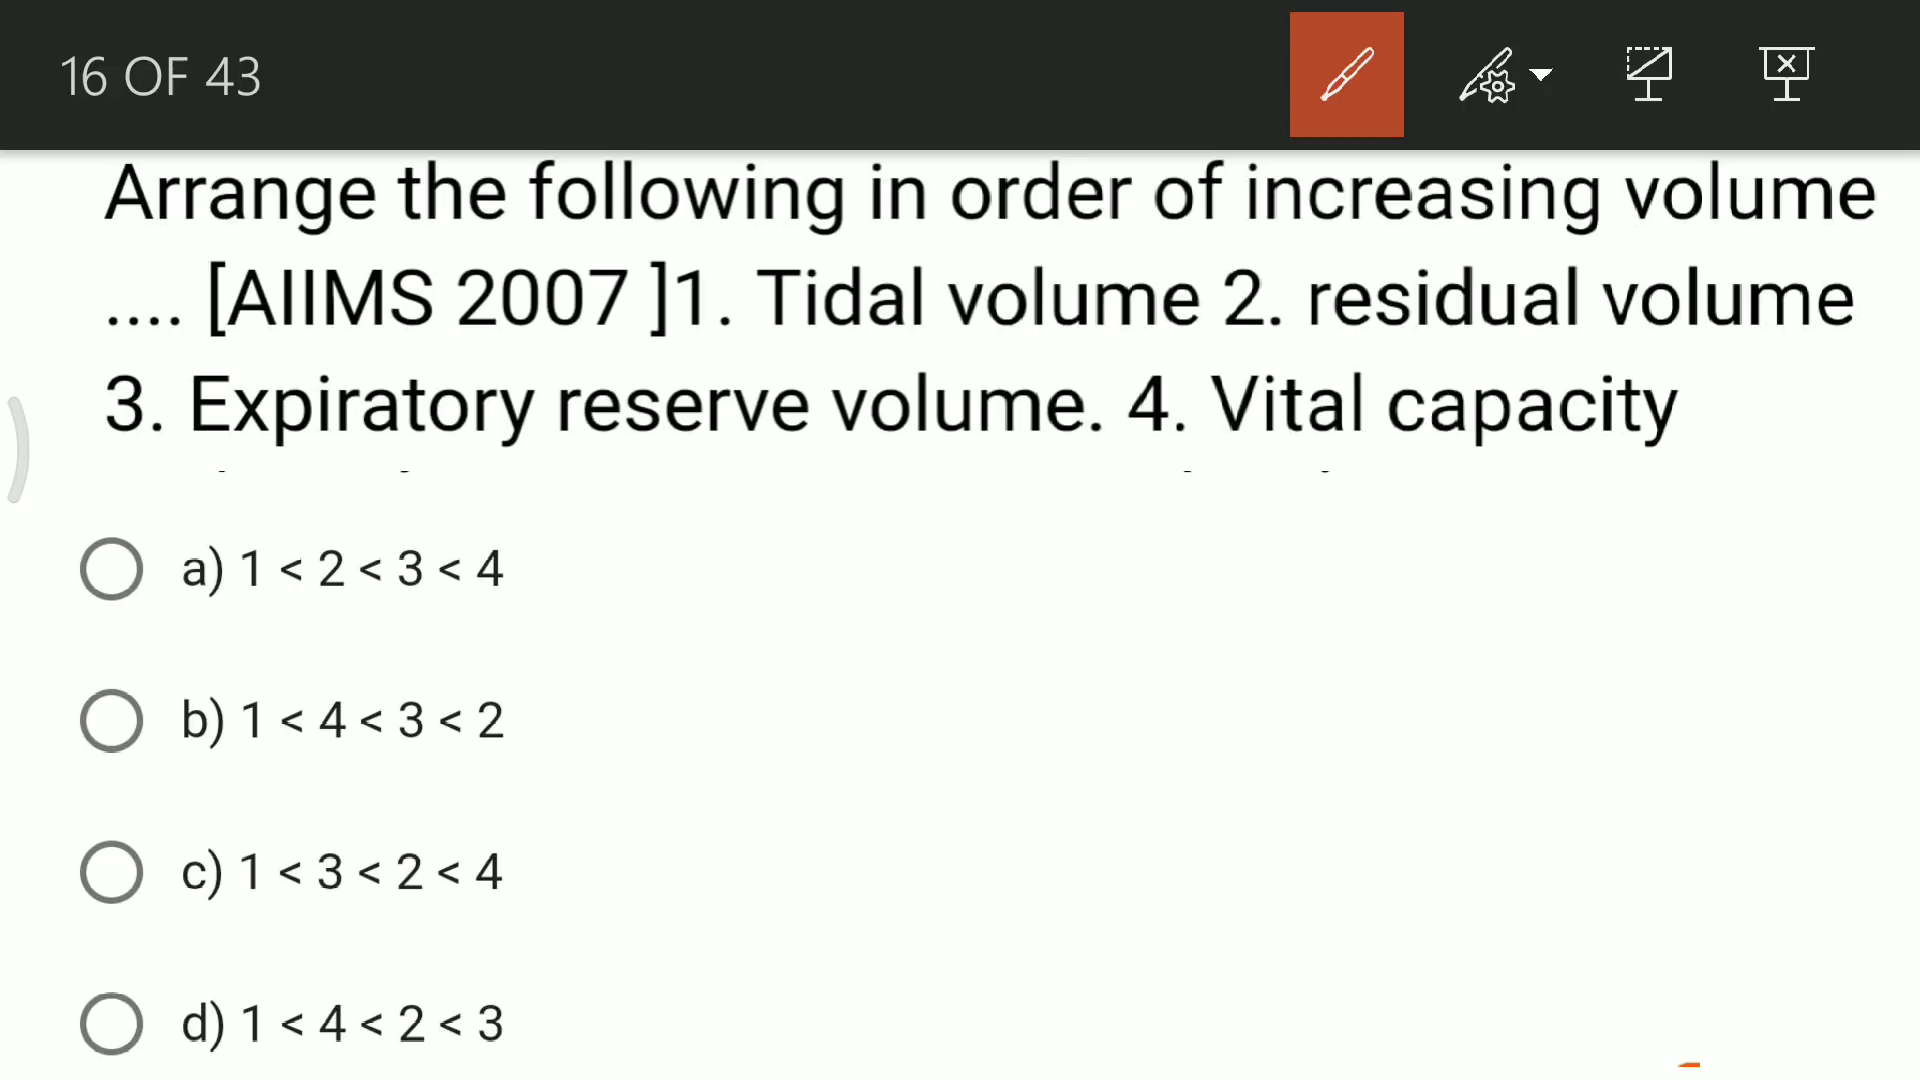 16 OF 43
Arrange the following in order of increasing volume
.... [AIIMS 2007 ]1. Tidal volume 2. residual volume
3. Expiratory reserve volume. 4. Vital capacity
a) 1 < 2 < 3 < 4
b) 1 < 4 < 3 < 2
c) 1 < 3 < 2 < 4
d) 1 < 4 < 2 < 3